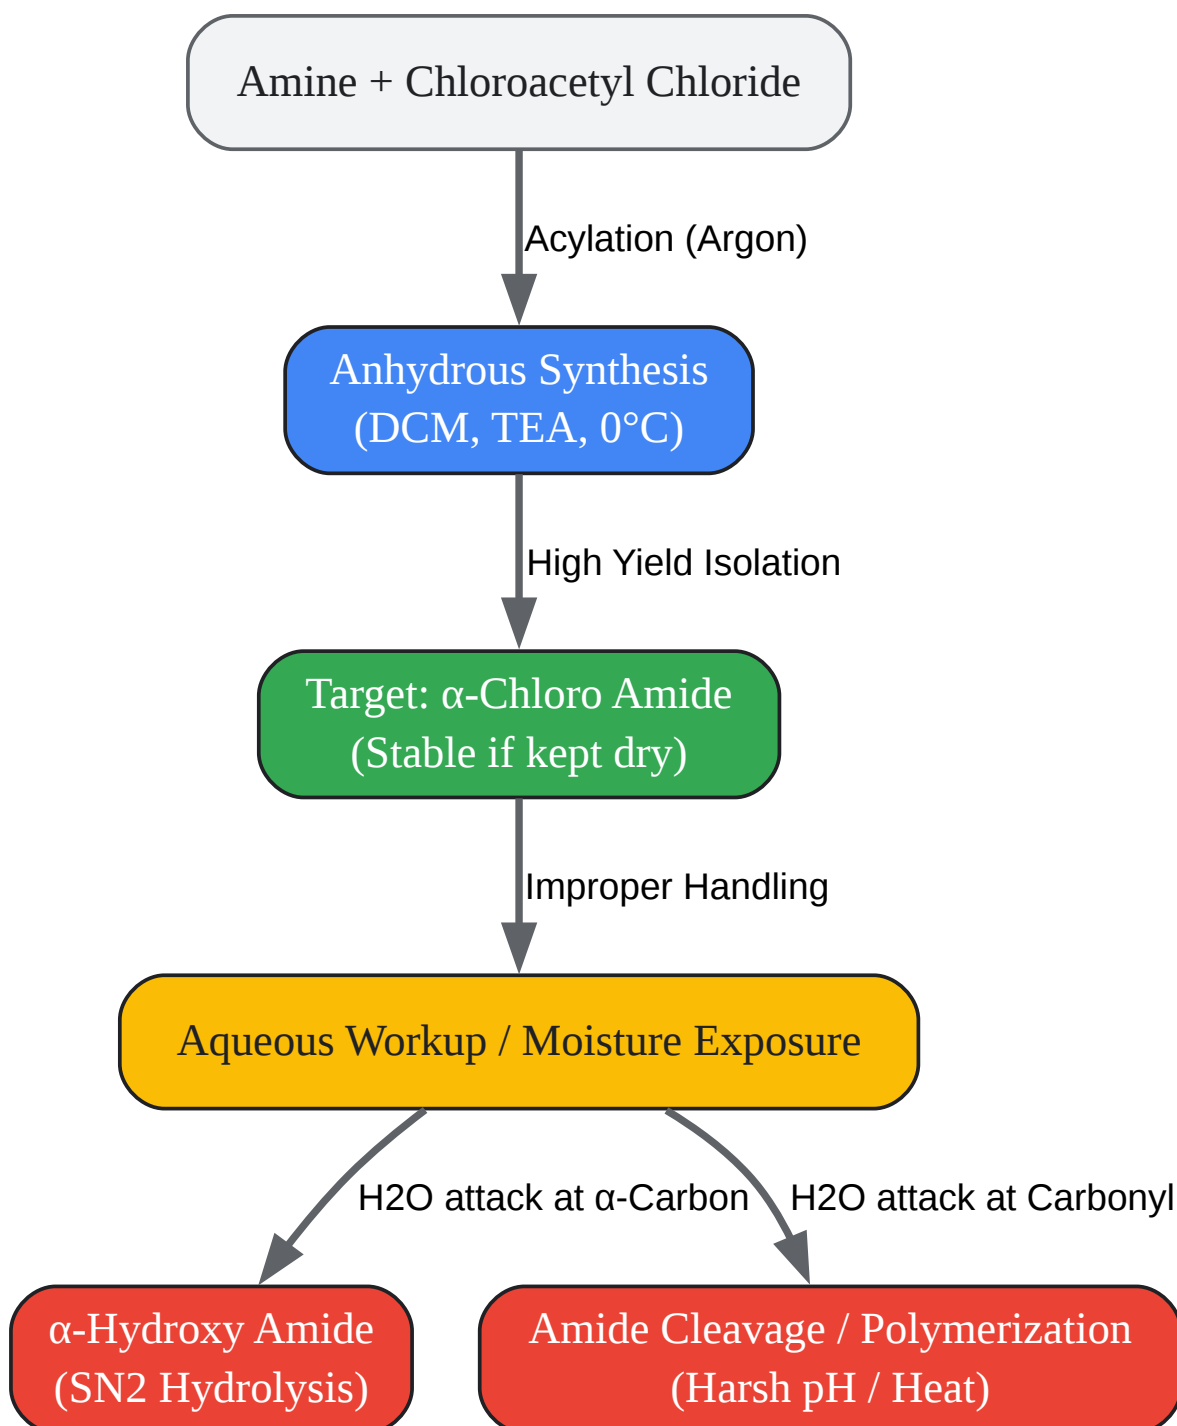 Amine + Chloroacetyl Chloride
Acylation (Argon)
Anhydrous Synthesis
(DCM, TEA, 0°C)
High Yield Isolation
Target: α-Chloro Amide
(Stable if kept dry)
Improper Handling
Aqueous Workup / Moisture Exposure
H2O attack at α-Carbon
H2O attack at Carbonyl
α-Hydroxy Amide
(SN2 Hydrolysis)
Amide Cleavage / Polymerization
(Harsh pH / Heat)